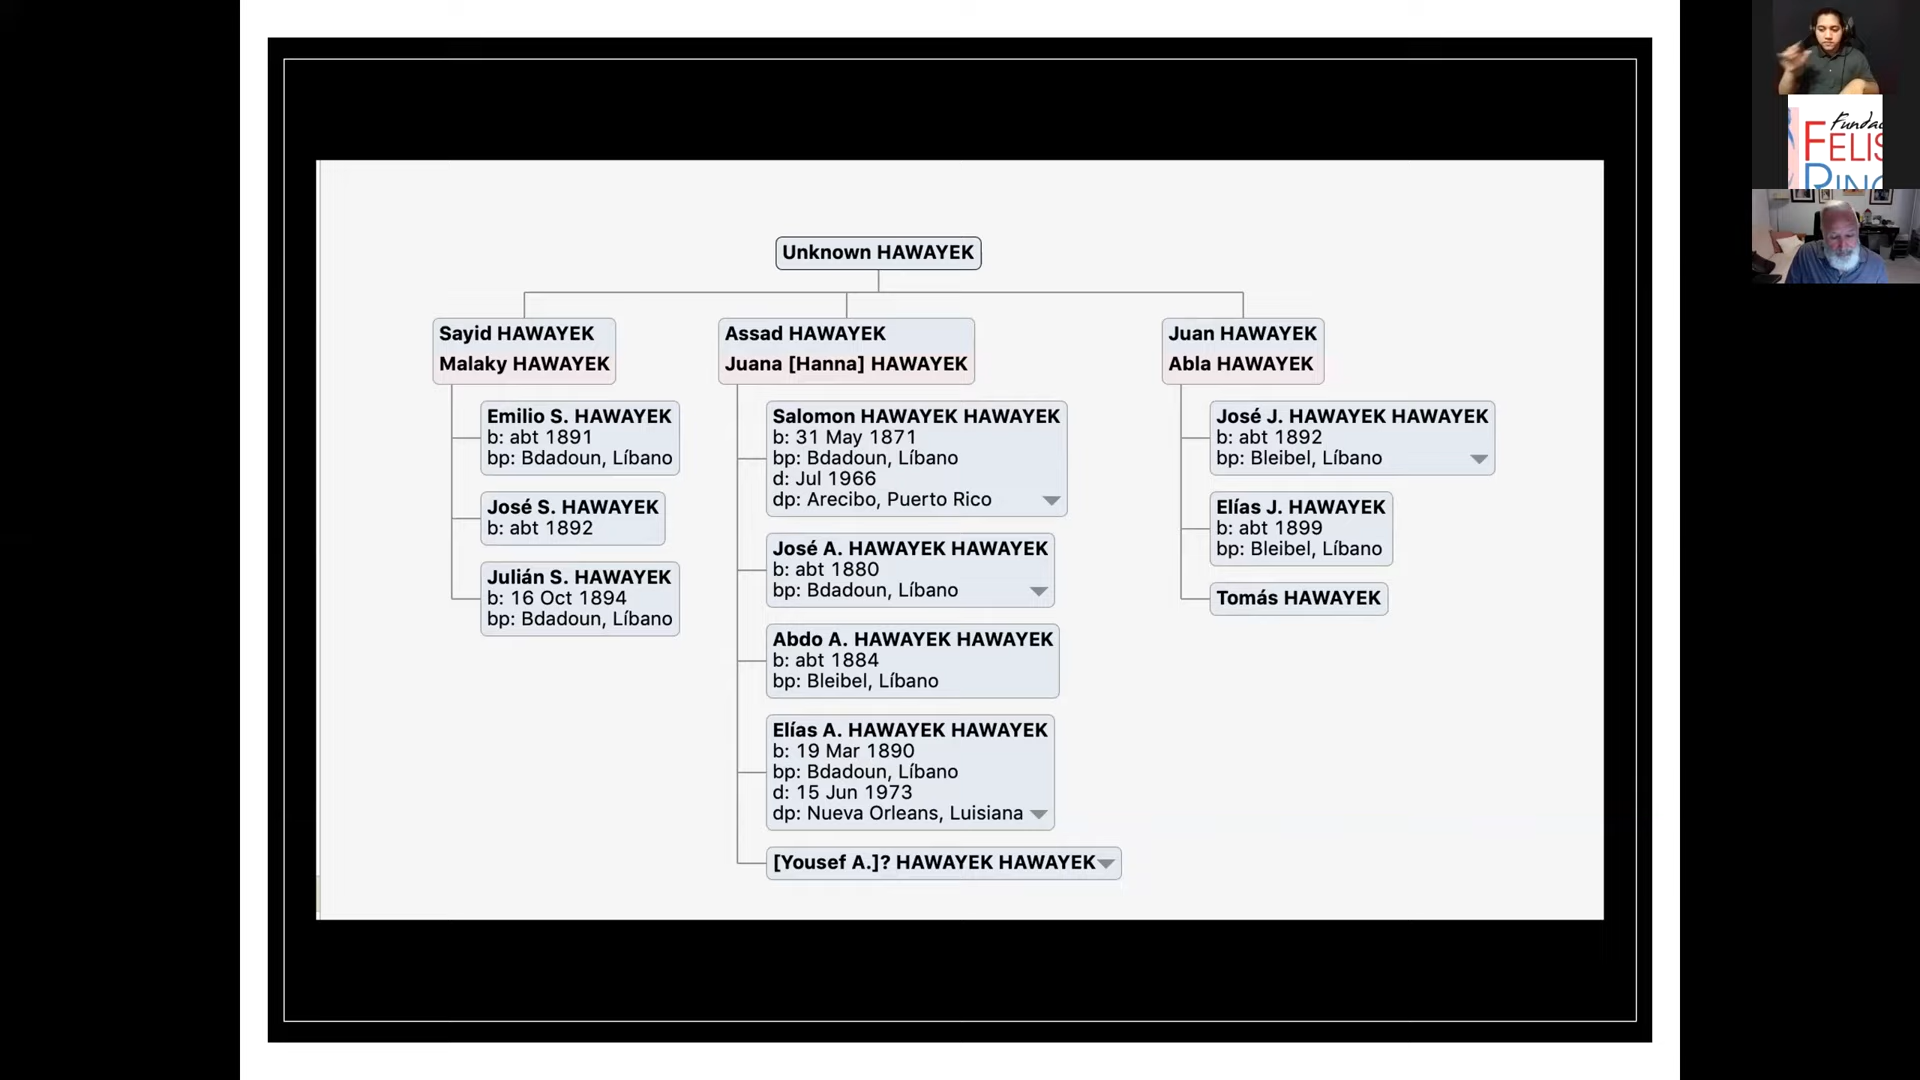 Unknown HAWAYEK
Sayid HAWAYEK
Malaky HAWAYEK
Emilio S. HAWAYEK
b: abt 1891
bp: Bdadoun, Líbano
José S. HAWAYEK
b: abt 1892
Julián S. HAWAYEK
b: 16 Oct 1894
bp: Bdadoun, Líbano
Assad HAWAYEK
Juana [Hanna] HAWAYEK
Salomon HAWAYEK HAWAYEK
b: 31 May 1871
bp: Bdadoun, Líbano
d: Jul 1966
dp: Arecibo, Puerto Rico
José A. HAWAYEK HAWAYEK
b: abt 1880
bp: Bdadoun, Líbano
Abdo A. HAWAYEK HAWAYEK
b: abt 1884
bp: Bleibel, Líbano
Elías A. HAWAYEK HAWAYEK
b: 19 Mar 1890
bp: Bdadoun, Líbano
d: 15 Jun 1973
dp: Nueva Orleans, Luisiana
[Yousef A.]? HAWAYEK HAWAYEK
Juan HAWAYEK
Abla HAWAYEK
José J. HAWAYEK HAWAYEK
b: abt 1892
bp: Bleibel, Líbano
Elías J. HAWAYEK
b: abt 1899
bp: Bleibel, Líbano
Tomás HAWAYEK
Fundac
FELIS